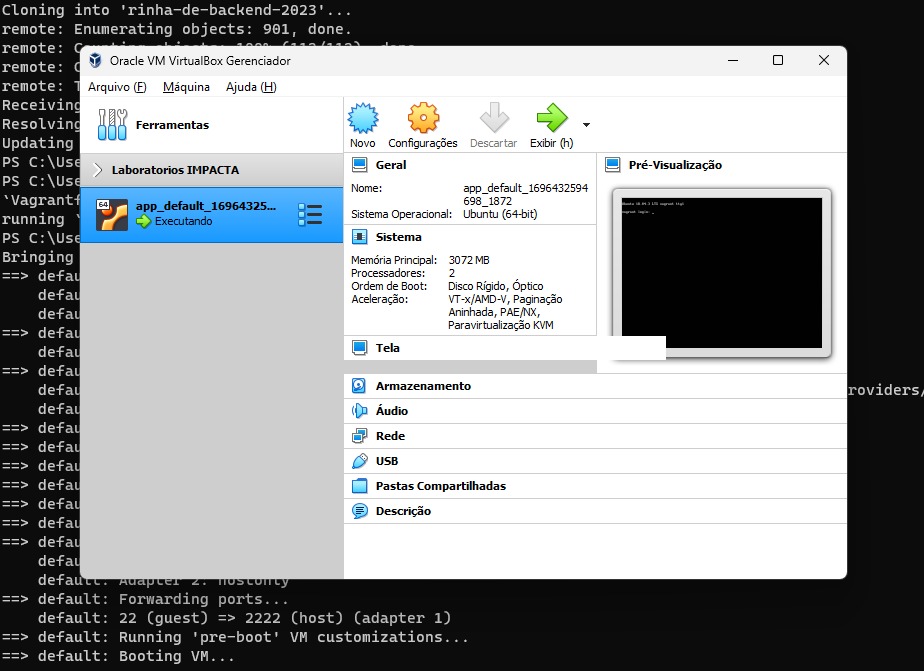 Cloning into 'rinha-de-backend-2023'...
remote: Enumerating objects: 901, done.
remote:
remote:
remote:
Receiving
Resolving
Updating
PS C:\Use
PS C:\Use
`Vagrantf
running `
PS C:\Use
Bringing
==> defau
defau
defau
==> defau
defau
==> defau
defau
roviders/
defau
==> defau
==> defau
==> defau
==> defau
==> defau
==> defau
==> defau
defau
default: Adapter 2: hostonly
==> default: Forwarding ports...
default: 22 (guest) => 2222 (host) (adapter 1)
==> default: Running 'pre-boot' VM customizations...
==> default: Booting VM...
Oracle VM VirtualBox Gerenciador
Arquivo (F) Máquina Ajuda (H)
Ferramentas
Laboratorios IMPACTA
64
app_default_16964325...
Executando
Novo Configurações Descartar Exibir (h)
Geral
Nome: app_default_1696432594
698_1872
Sistema Operacional: Ubuntu (64-bit)
Sistema
Memória Principal: 3072 MB
Processadores: 2
Ordem de Boot: Disco Rígido, Óptico
Aceleração: VT-x/AMD-V, Paginação
Aninhada, PAE/NX,
Paravirtualização KVM
Tela
Armazenamento
Áudio
Rede
USB
Pastas Compartilhadas
Descrição
Pré-Visualização
vagrant login: _